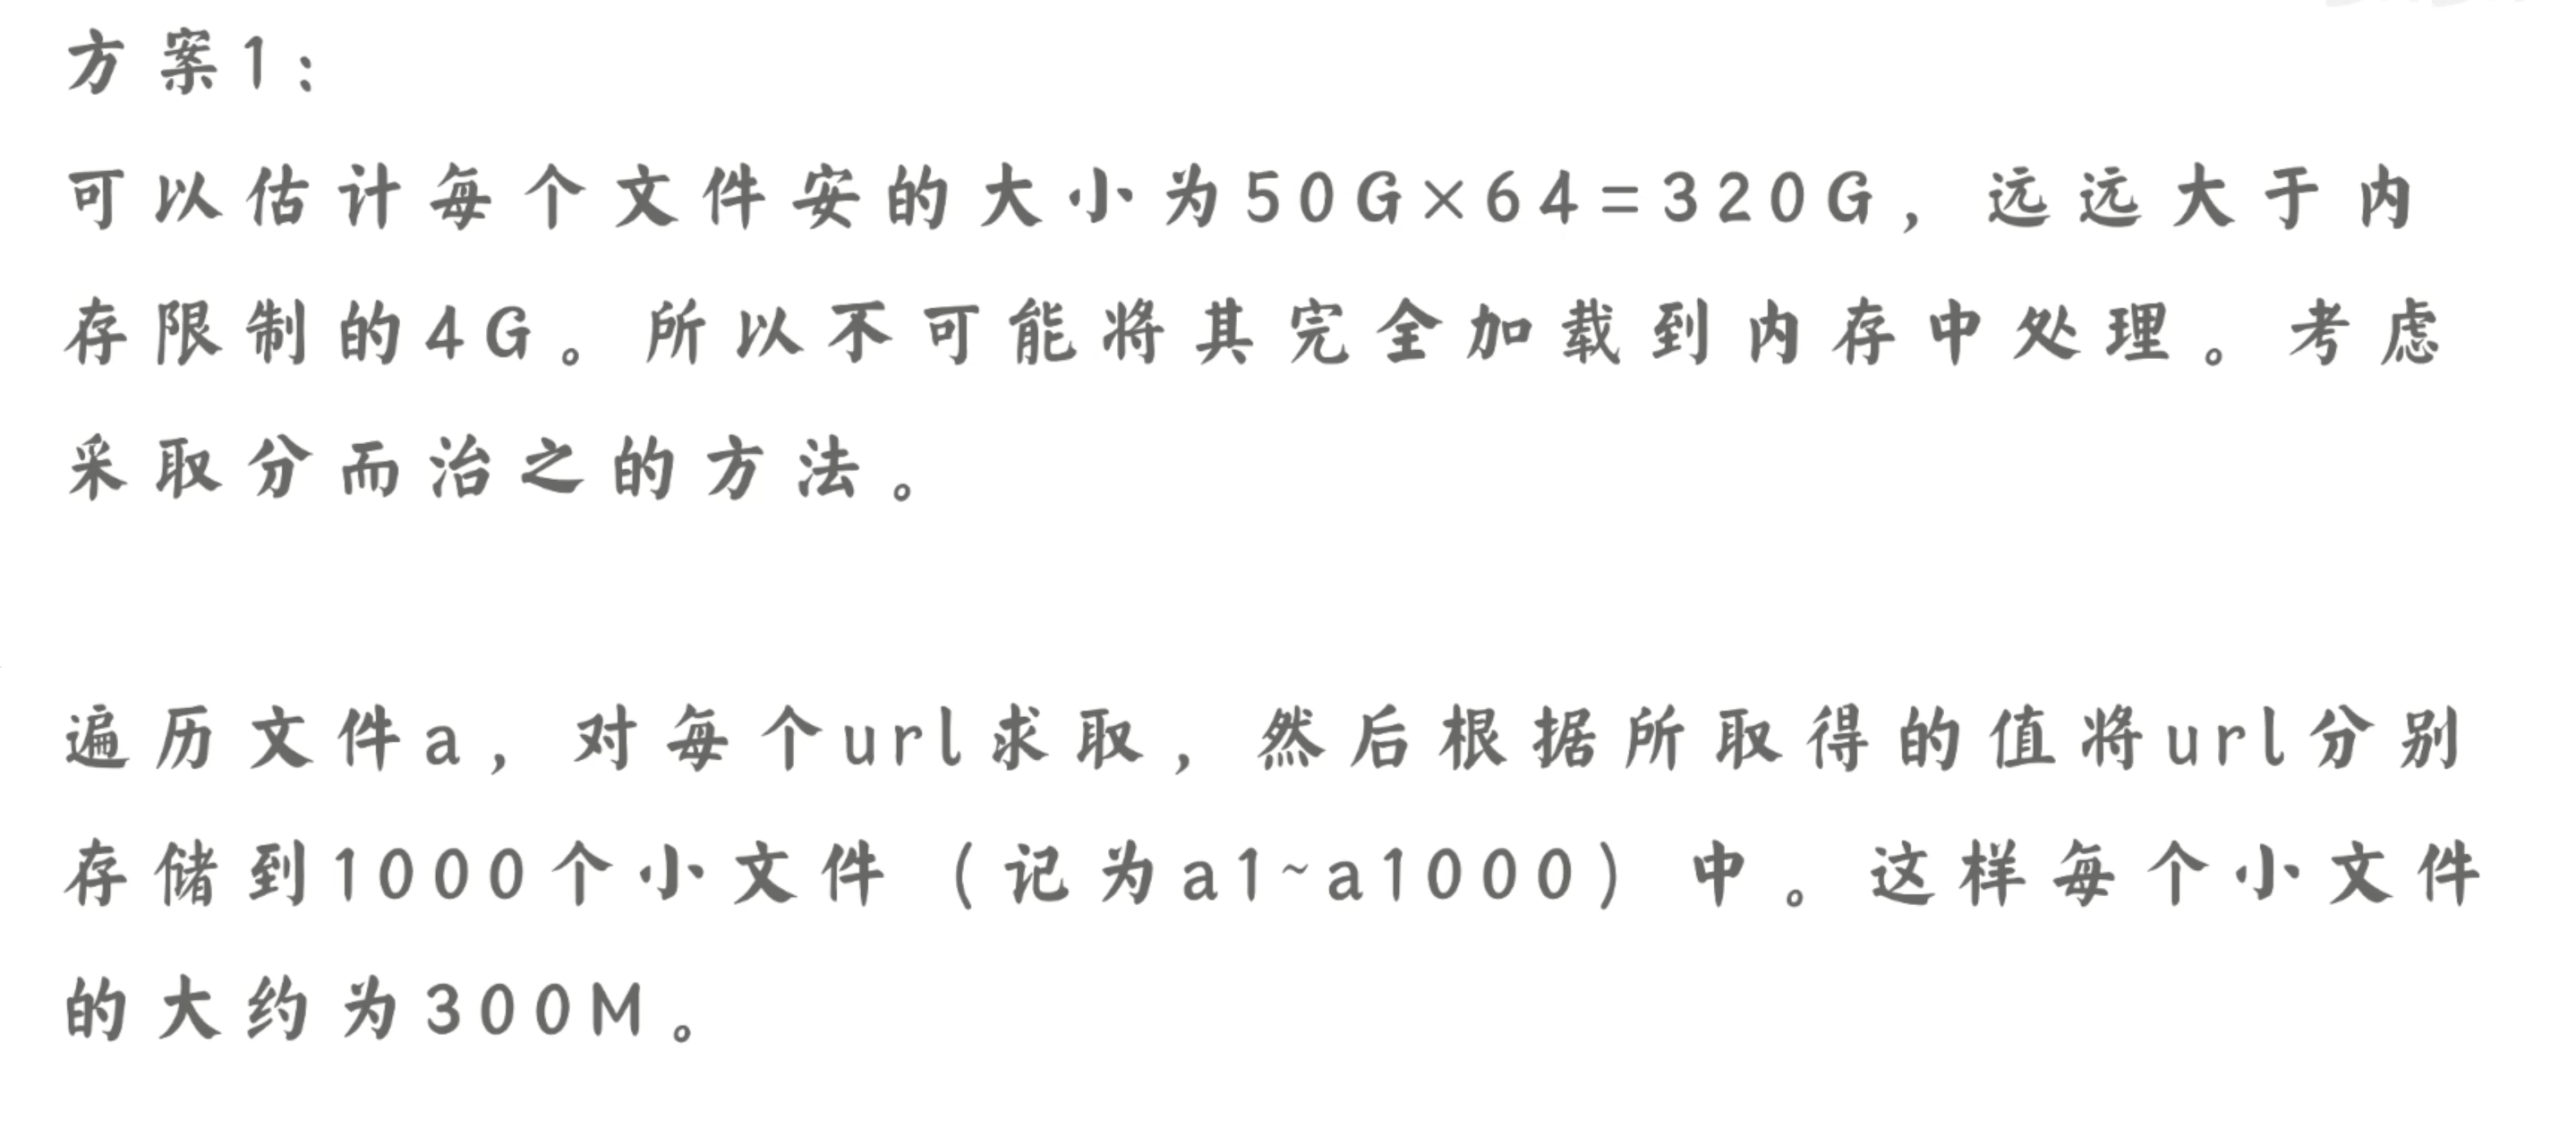 方案1：
可以估计每个文件安的大小为50G×64=320G，远远大于内
存限制的4G。所以不可能将其完全加载到内存中处理。考虑
采取分而治之的方法。
遍历文件a，对每个url求取，然后根据所取得的值将url分别
存储到1000个小文件（记为a1~a1000）中。这样每个小文件
的大约为300M。